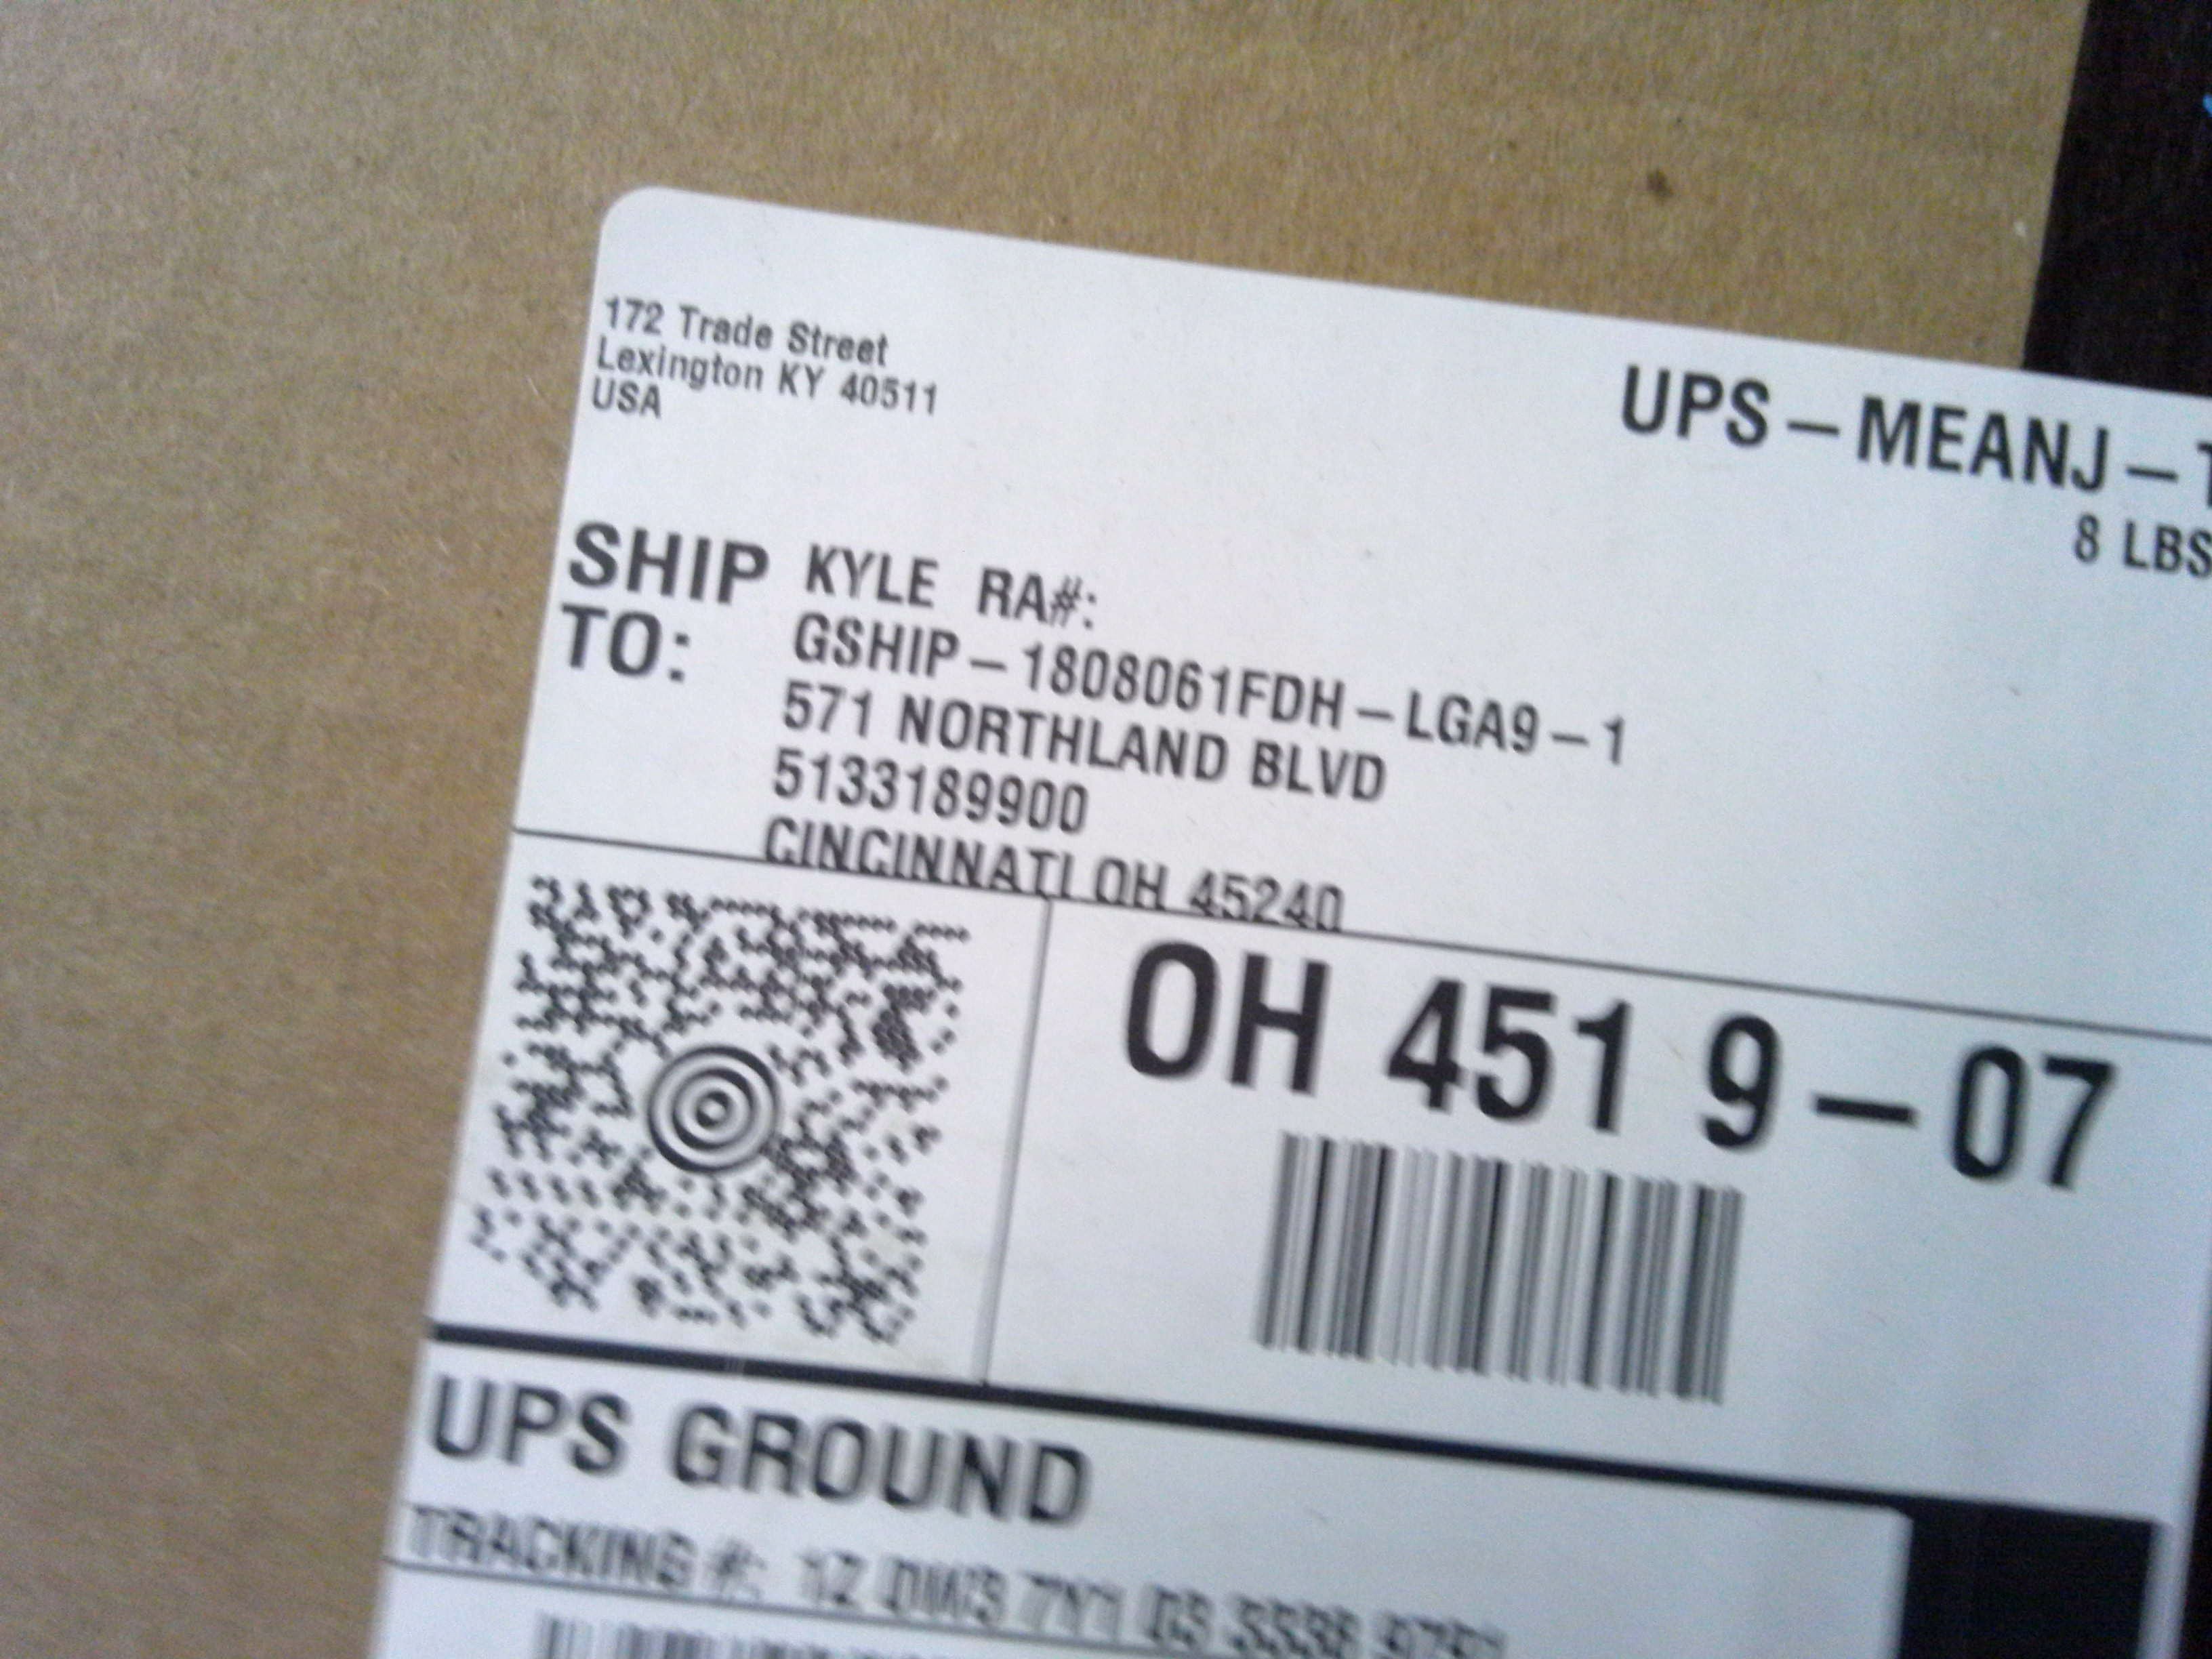 172 Trade Street
Lexington KY 40511
USA
UPS – MEANJ –
8 LBS
SHIP TO:
KYLE RA#:
GSHIP – 1808061FDH – LGA9 – 1
571 NORTHLAND BLVD
5133189900
CINCINNATI OH 45240
OH 451 9 – 07
UPS GROUND
TRACKING #: 1Z